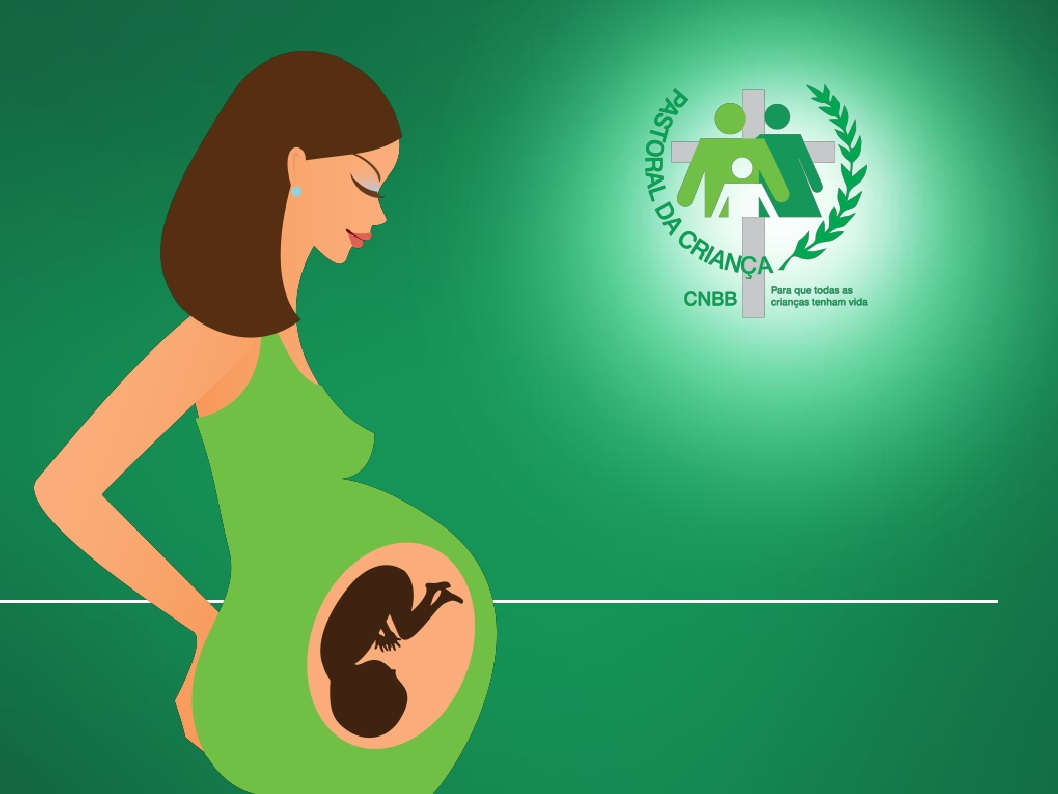 PASTORAL DA CRIANÇA
CNBB
Para que todas as
crianças tenham vida